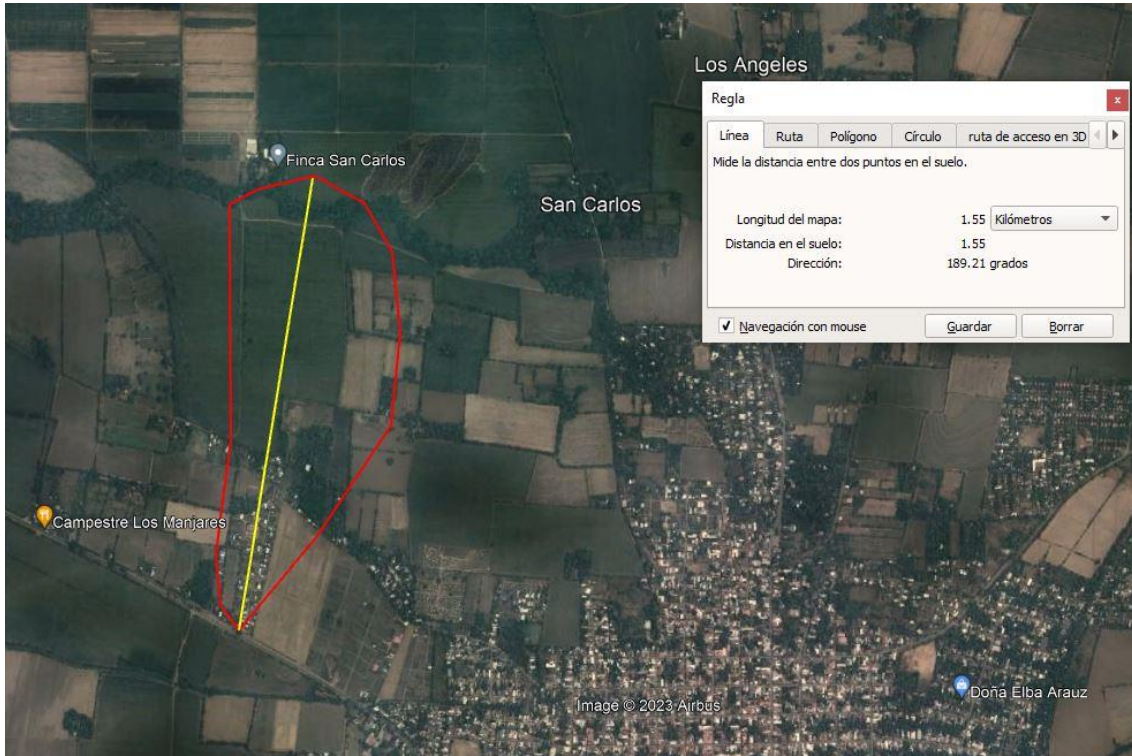 Los Angeles
Regla
x
Línea Ruta Polígono Círculo ruta de acceso en 3D
Mide la distancia entre dos puntos en el suelo.
Finca San Carlos
San Carlos
Longitud del mapa: 1.55 Kilómetros
Distancia en el suelo: 1.55
Dirección: 189.21 grados
Navegación con mouse Guardar Borrar
Campestre Los Manjares
Doña Elba Arauz
Image © 2023 Airbus